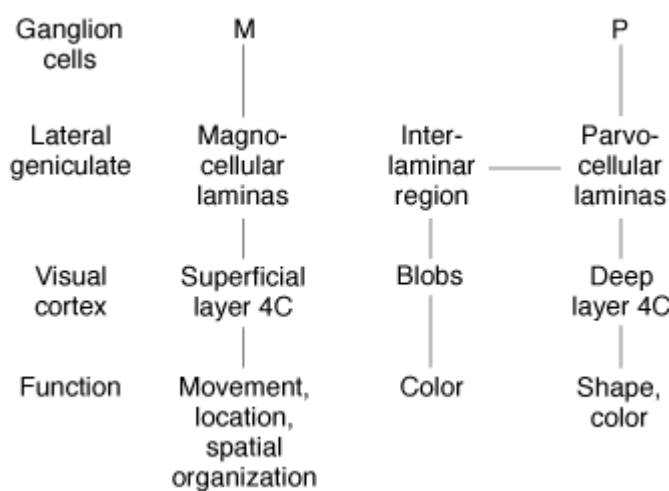 Ganglion cells
M
P
Lateral geniculate
Magno-
cellular
laminas
Inter-
laminar
region
Parvo-
cellular
laminas
Visual cortex
Superficial
layer 4C
Blobs
Deep
layer 4C
Function
Movement,
location,
spatial
organization
Color
Shape,
color